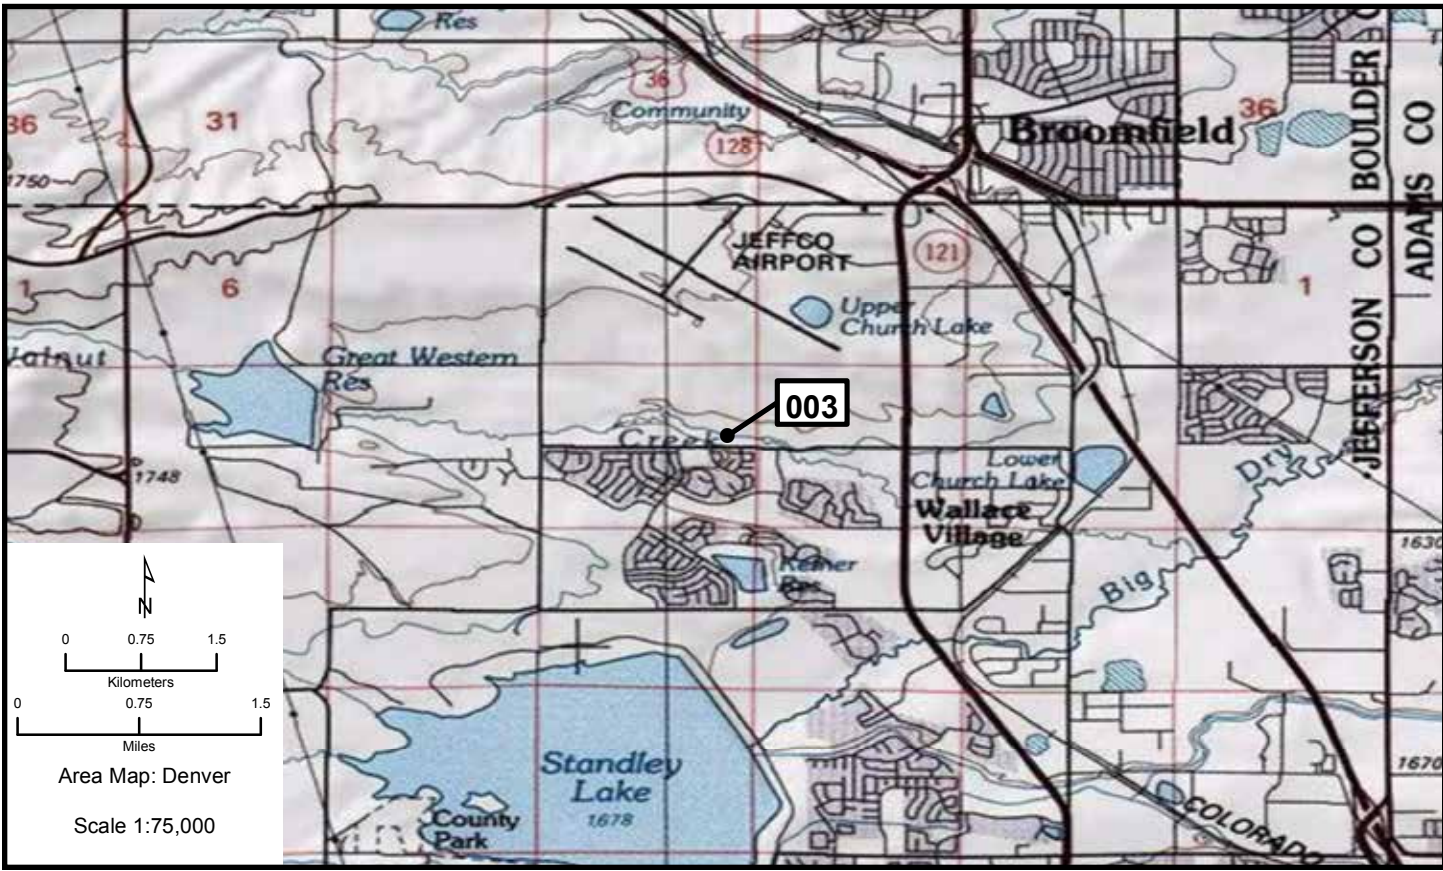 Res
36
Community
128
36
31
Broomfield
36
1750
BOULDER
ADAMS CO
JEFFCO
AIRPORT
121
1
6
1
Upper
Church Lake
JEFFERSON CO
Walnut
Great Western
Res
003
Creek
Dry
Lower
Church Lake
1748
Wallace
Village
1630
Ketner
Res
Big
N
0 0.75 1.5
Kilometers
0 0.75 1.5
Miles
Area Map: Denver
Scale 1:75,000
Standley
Lake
1678
1670
County
Park
COLORADO